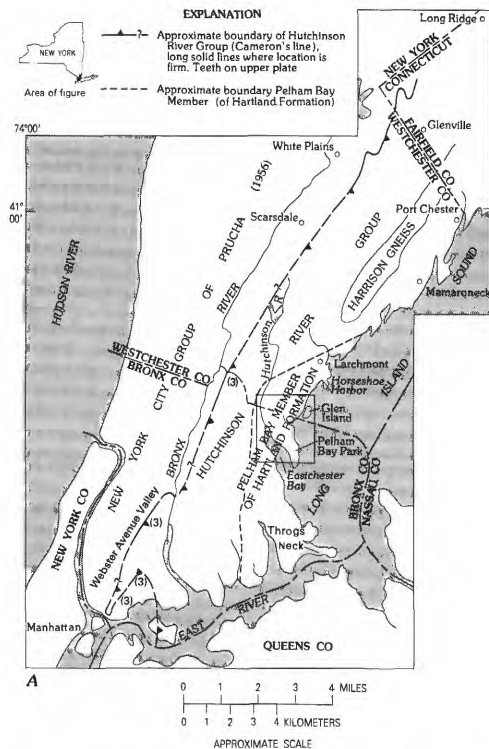 EXPLANATION
NEW YORK
Area of figure
?
Approximate boundary of Hutchinson
River Group (Cameron's line),
long solid lines where location is
firm. Teeth on upper plate
Approximate boundary Pelham Bay
Member (of Hartland Formation)
Long Ridge
NEW YORK
CONNECTICUT
74°00'
41°
00'
White Plains
Glenville
FAIRFIELD CO
WESTCHESTER CO
Port Chester
Scarsdale
HUDSON RIVER
NEW YORK CITY GROUP OF PRUCHA (1956)
BRONX RIVER
HUTCHINSON RIVER GROUP
HARRISON GNEISS
Hutchinson R
?
Mamaroneck
LONG ISLAND SOUND
WESTCHESTER CO
BRONX CO
(3)
Larchmont
Horseshoe
Harbor
Glen
Island
PELHAM BAY MEMBER
OF HARTLAND FORMATION
Pelham
Bay Park
Eastchester
Bay
BRONX CO
NASSAU CO
NEW YORK CO
Webster Avenue Valley
?
(3)
(3)
(3)
?
Throgs
Neck
Manhattan
EAST RIVER
QUEENS CO
A
0 1 2 3 4 MILES
0 1 2 3 4 KILOMETERS
APPROXIMATE SCALE